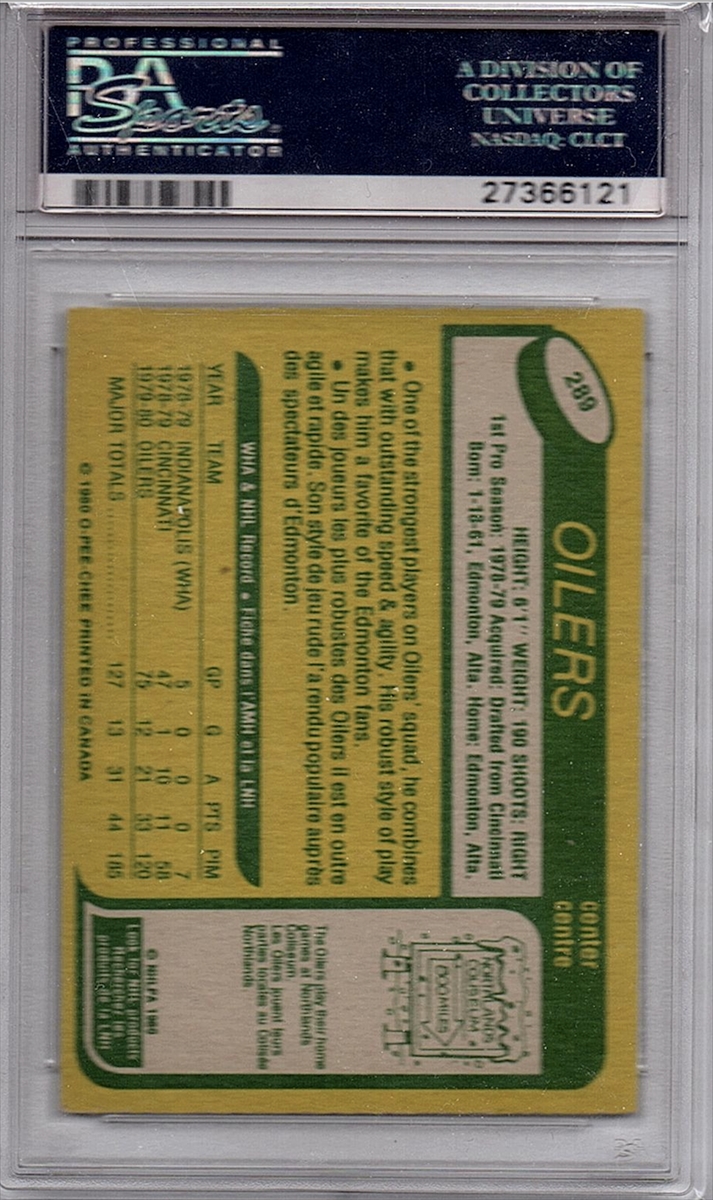 PROFESSIONAL
PSA
Sports
AUTHENTICATOR
A DIVISION OF
COLLECTORS
UNIVERSE
NASDAQ: CLCT
27366121
289
OILERS
center
centre
HEIGHT: 6'1" WEIGHT: 190 SHOOTS: RIGHT
1st Pro Season: 1978-79 Acquired: Drafted from Cincinnati
Born: 1-18-61, Edmonton, Alta. Home: Edmonton, Alta.
• One of the strongest players on Oilers' squad, he combines
that with outstanding speed & agility. His robust style of play
makes him a favorite of the Edmonton fans.
• Un des joueurs les plus robustes des Oilers il est en outre
agile et rapide. Son style de jeu rude l'a rendu populaire auprès
des spectateurs d'Edmonton.
WHA & NHL Record • Fiche dans l'AMH et la LNH
YEAR TEAM GP G A PTS PIM
1978-79 INDIANAPOLIS (WHA) 5 0 0 0 7
1978-79 CINCINNATI 47 1 10 11 58
1979-80 OILERS 75 12 21 33 120
MAJOR TOTALS 127 13 31 44 185
© 1980 O-PEE-CHEE PRINTED IN CANADA
NORTHLANDS
COLISEUM
The Oilers play their home
games at Northlands
Coliseum.
Les Oilers jouent leurs
parties locales au Colisée
Northlands
© NHLPA 1980